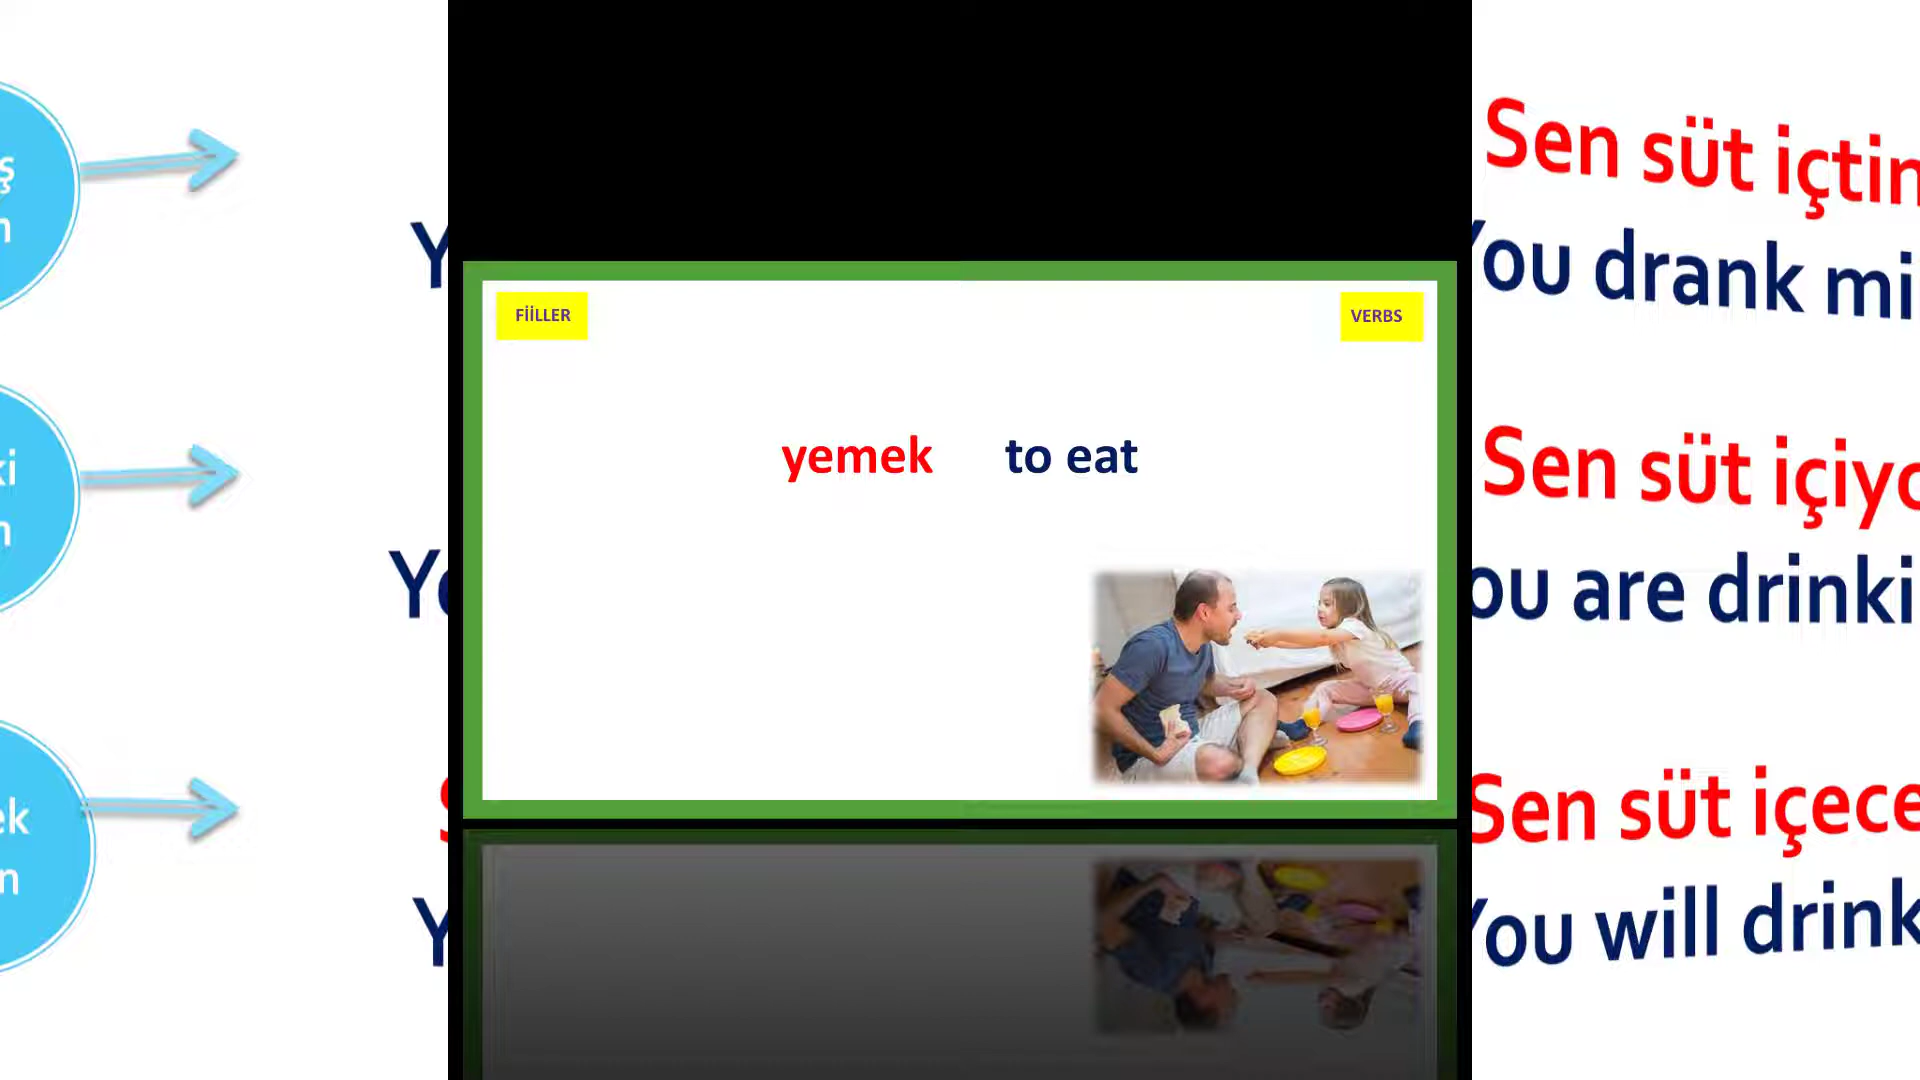 FİİLLER
VERBS
yemek to eat
Sen süt içtin
You drank mi
Sen süt içiyo
ou are drinki
Sen süt içece
You will drink